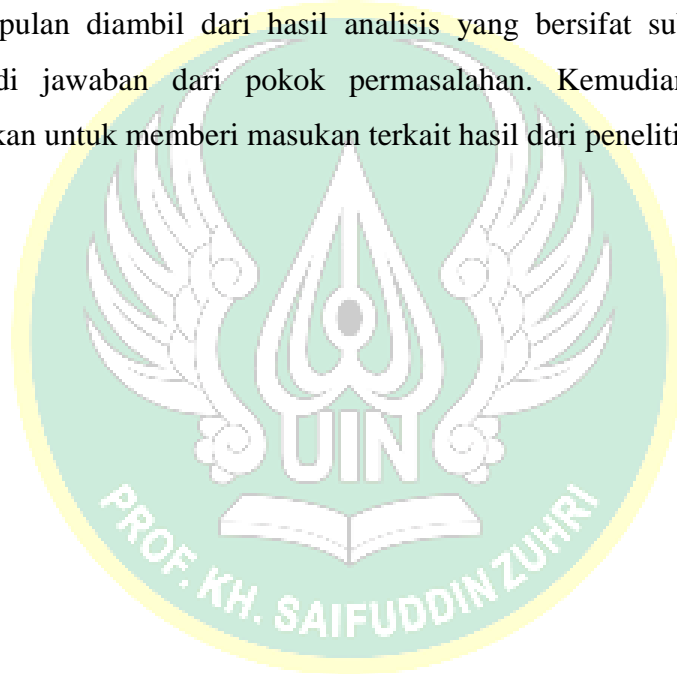 pulan diambil dari hasil analisis yang bersifat su
di jawaban dari pokok permasalahan. Kemudian
kan untuk memberi masukan terkait hasil dari peneliti
UIN
PROF. KH. SAIFUDDIN ZUHRI